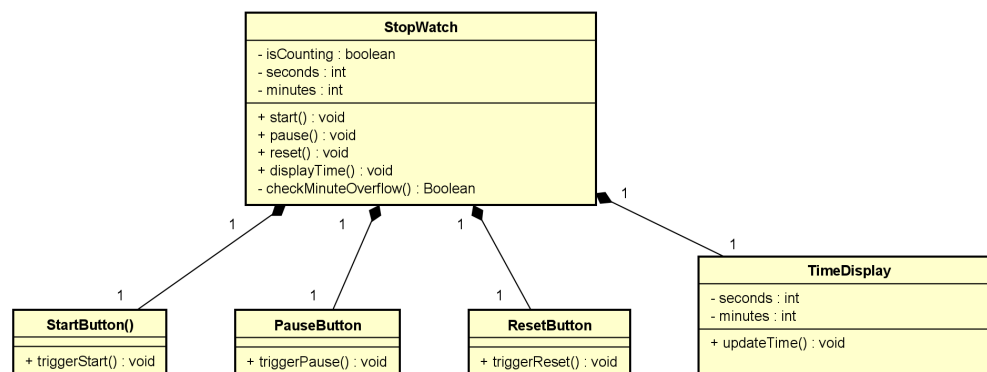 StopWatch
- isCounting : boolean
- seconds : int
- minutes : int
+ start() : void
+ pause() : void
+ reset() : void
+ displayTime() : void
- checkMinuteOverflow() : Boolean
1
1
1
1
1
1
1
1
StartButton()
+ triggerStart() : void
PauseButton
+ triggerPause() : void
ResetButton
+ triggerReset() : void
TimeDisplay
- seconds : int
- minutes : int
+ updateTime() : void